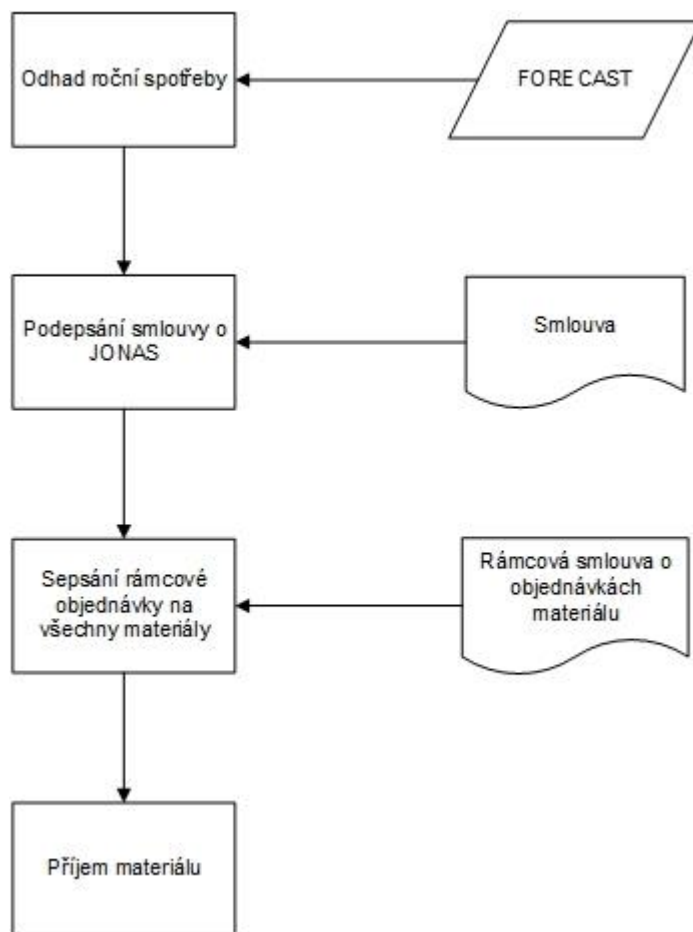 Odhad roční spotřeby
FORE CAST
Podepsání smlouvy o
JONAS
Smlouva
Sepsání rámcové
objednávky na
všechny materiály
Rámcová smlouva o
objednávkách
materiálu
Příjem materiálu